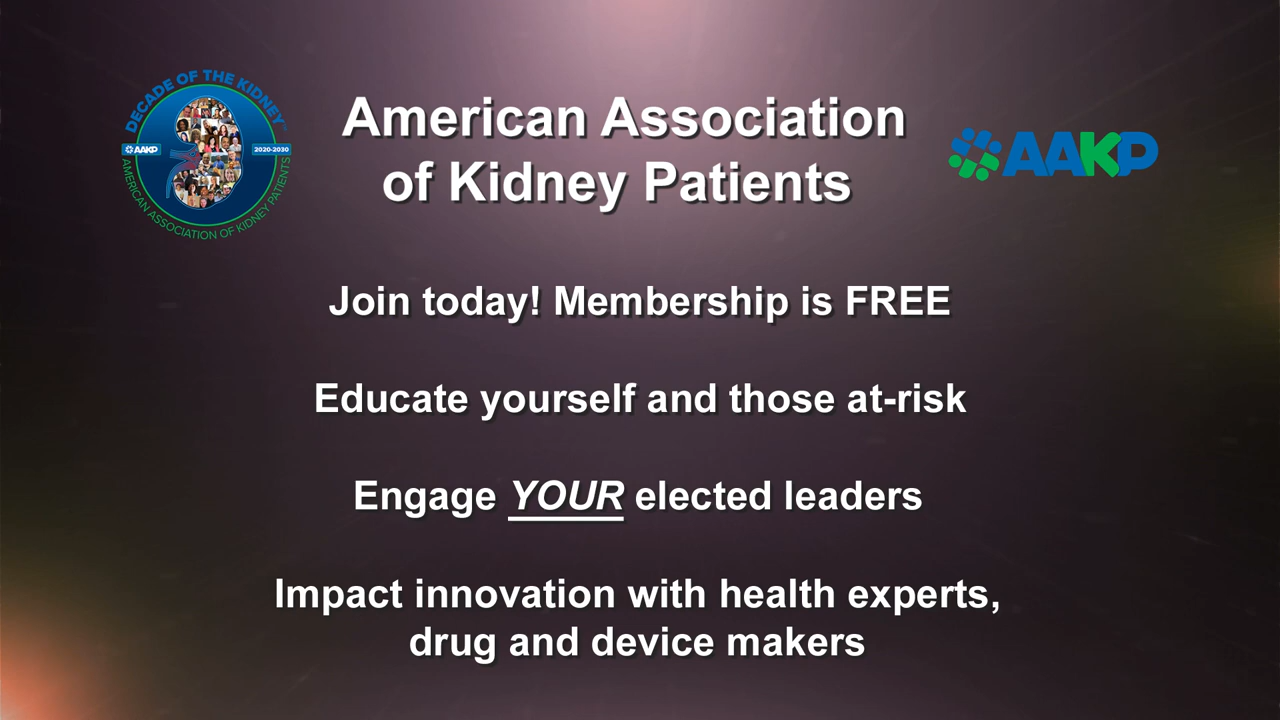 DECADE OF THE KIDNEY™
AAKP
2020-2030
AMERICAN ASSOCIATION OF KIDNEY PATIENTS
American Association
of Kidney Patients
AAKP
Join today! Membership is FREE
Educate yourself and those at-risk
Engage YOUR elected leaders
Impact innovation with health experts,
drug and device makers